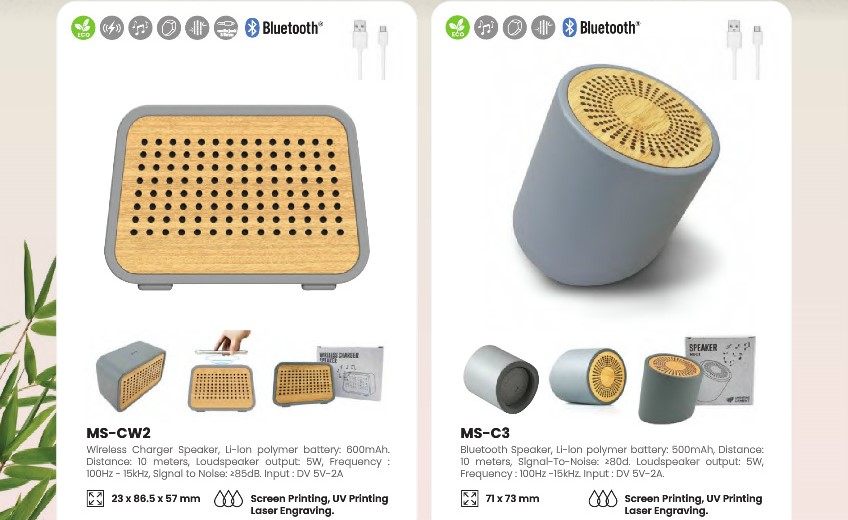 ECO
Bluetooth®
WIRELESS CHARGER
SPEAKER
MS-CW2
Wireless Charger Speaker, Li-lon polymer battery: 600mAh.
Distance: 10 meters, Loudspeaker output: 5W, Frequency :
100Hz - 15kHz, Signal to Noise: ≥85dB. Input : DV 5V-2A
23 x 86.5 x 57 mm
Screen Printing, UV Printing
Laser Engraving.
ECO
Bluetooth®
SPEAKER
MS-C3
Bluetooth Speaker, Li-lon polymer battery: 500mAh, Distance:
10 meters, Signal-To-Noise: ≥80d. Loudspeaker output: 5W,
Frequency : 100Hz -15kHz. Input : DV 5V-2A.
71 x 73 mm
Screen Printing, UV Printing
Laser Engraving.